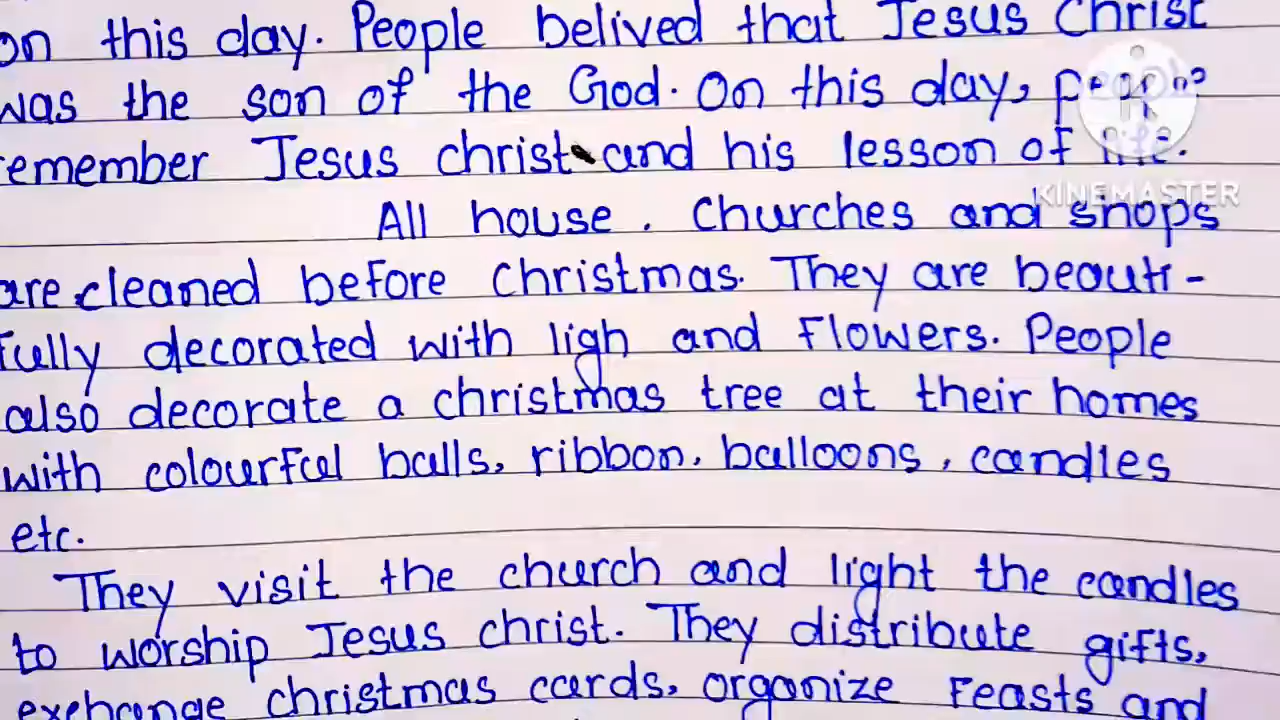 on this day. People belived that Jesus Christ
was the son of the God. On this day, people
remember Jesus christ and his lesson of life.
All house, churches and shops
are cleaned before christmas. They are beauti-
fully decorated with ligh and flowers. People
also decorate a christmas tree at their homes
with colourful balls, ribbon, balloons, candles
etc.
They visit the church and light the candles
to worship Jesus christ. They distribute gifts,
exchange christmas cards, organize feasts and
KINEMASTER